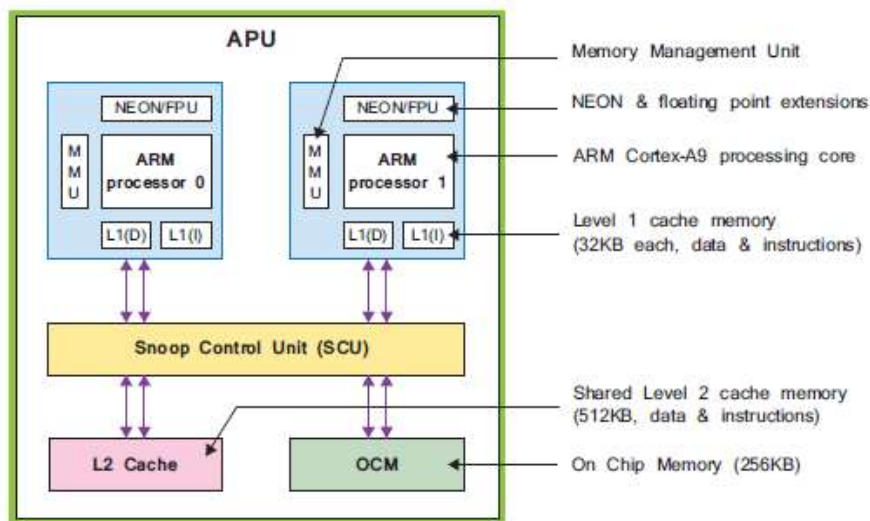 APU
NEON/FPU
M
M
U
ARM
processor 0
L1(D)
L1(I)
NEON/FPU
M
M
U
ARM
processor 1
L1(D)
L1(I)
Snoop Control Unit (SCU)
L2 Cache
OCM
Memory Management Unit
NEON & floating point extensions
ARM Cortex-A9 processing core
Level 1 cache memory
(32KB each, data & instructions)
Shared Level 2 cache memory
(512KB, data & instructions)
On Chip Memory (256KB)